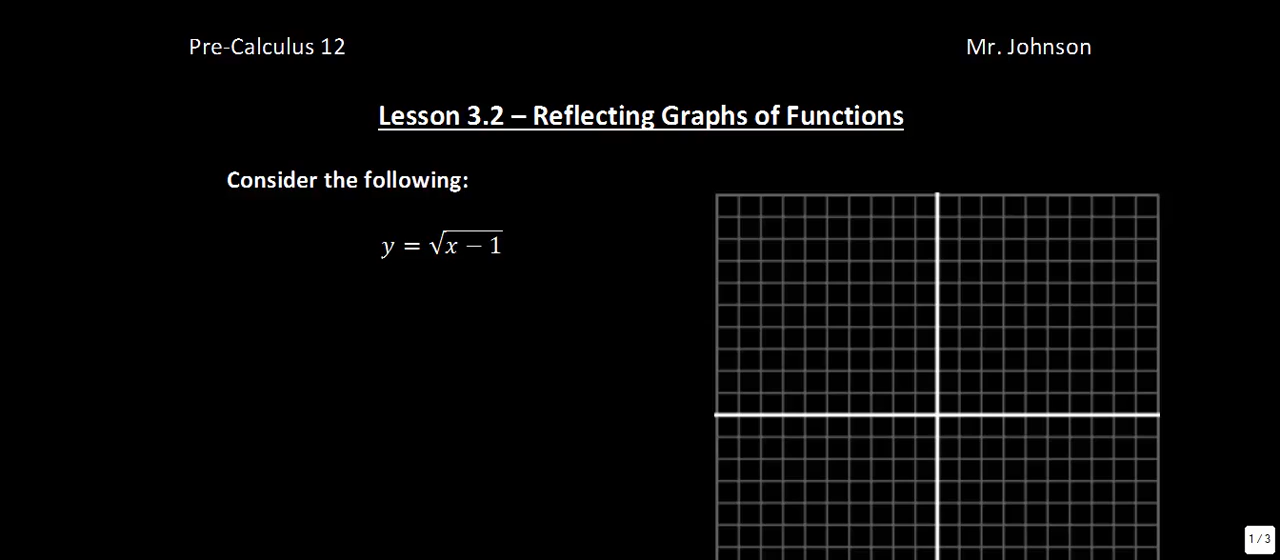 Pre-Calculus 12 Mr. Johnson
Lesson 3.2 – Reflecting Graphs of Functions
Consider the following:
y = √(x − 1)
1 / 3